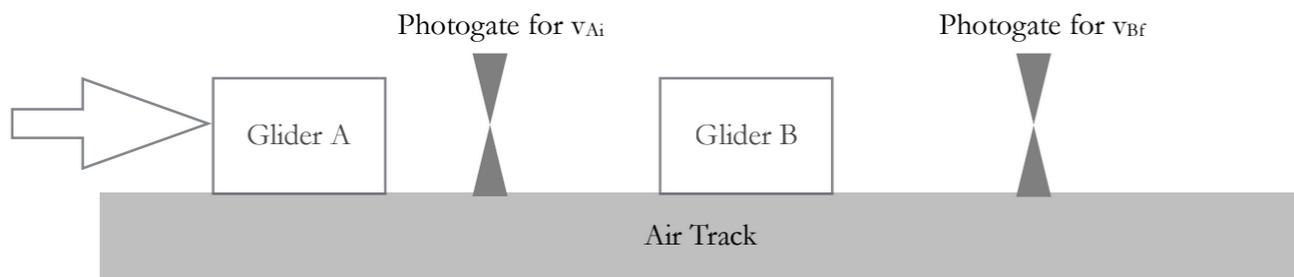 Photogate for vAi
Photogate for vBf
Glider A
Glider B
Air Track